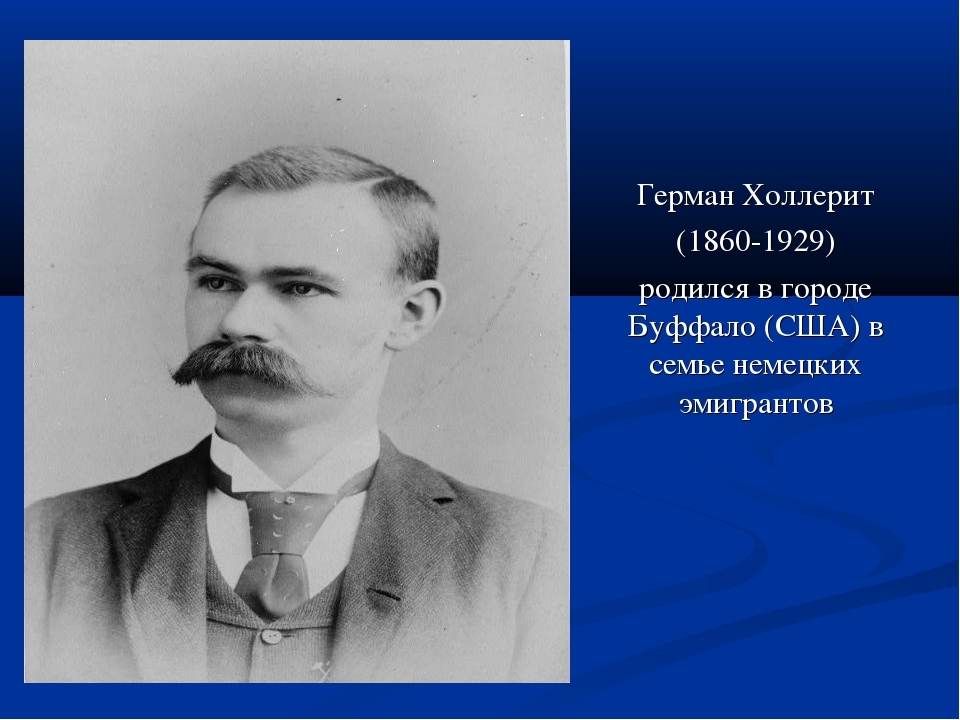 Герман Холлерит
(1860-1929)
родился в городе
Буффало (США) в
семье немецких
эмигрантов